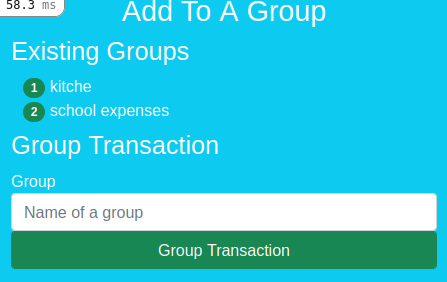 58.3 ms
Add To A Group
Existing Groups
1 kitche
2 school expenses
Group Transaction
Group
Name of a group
Group Transaction